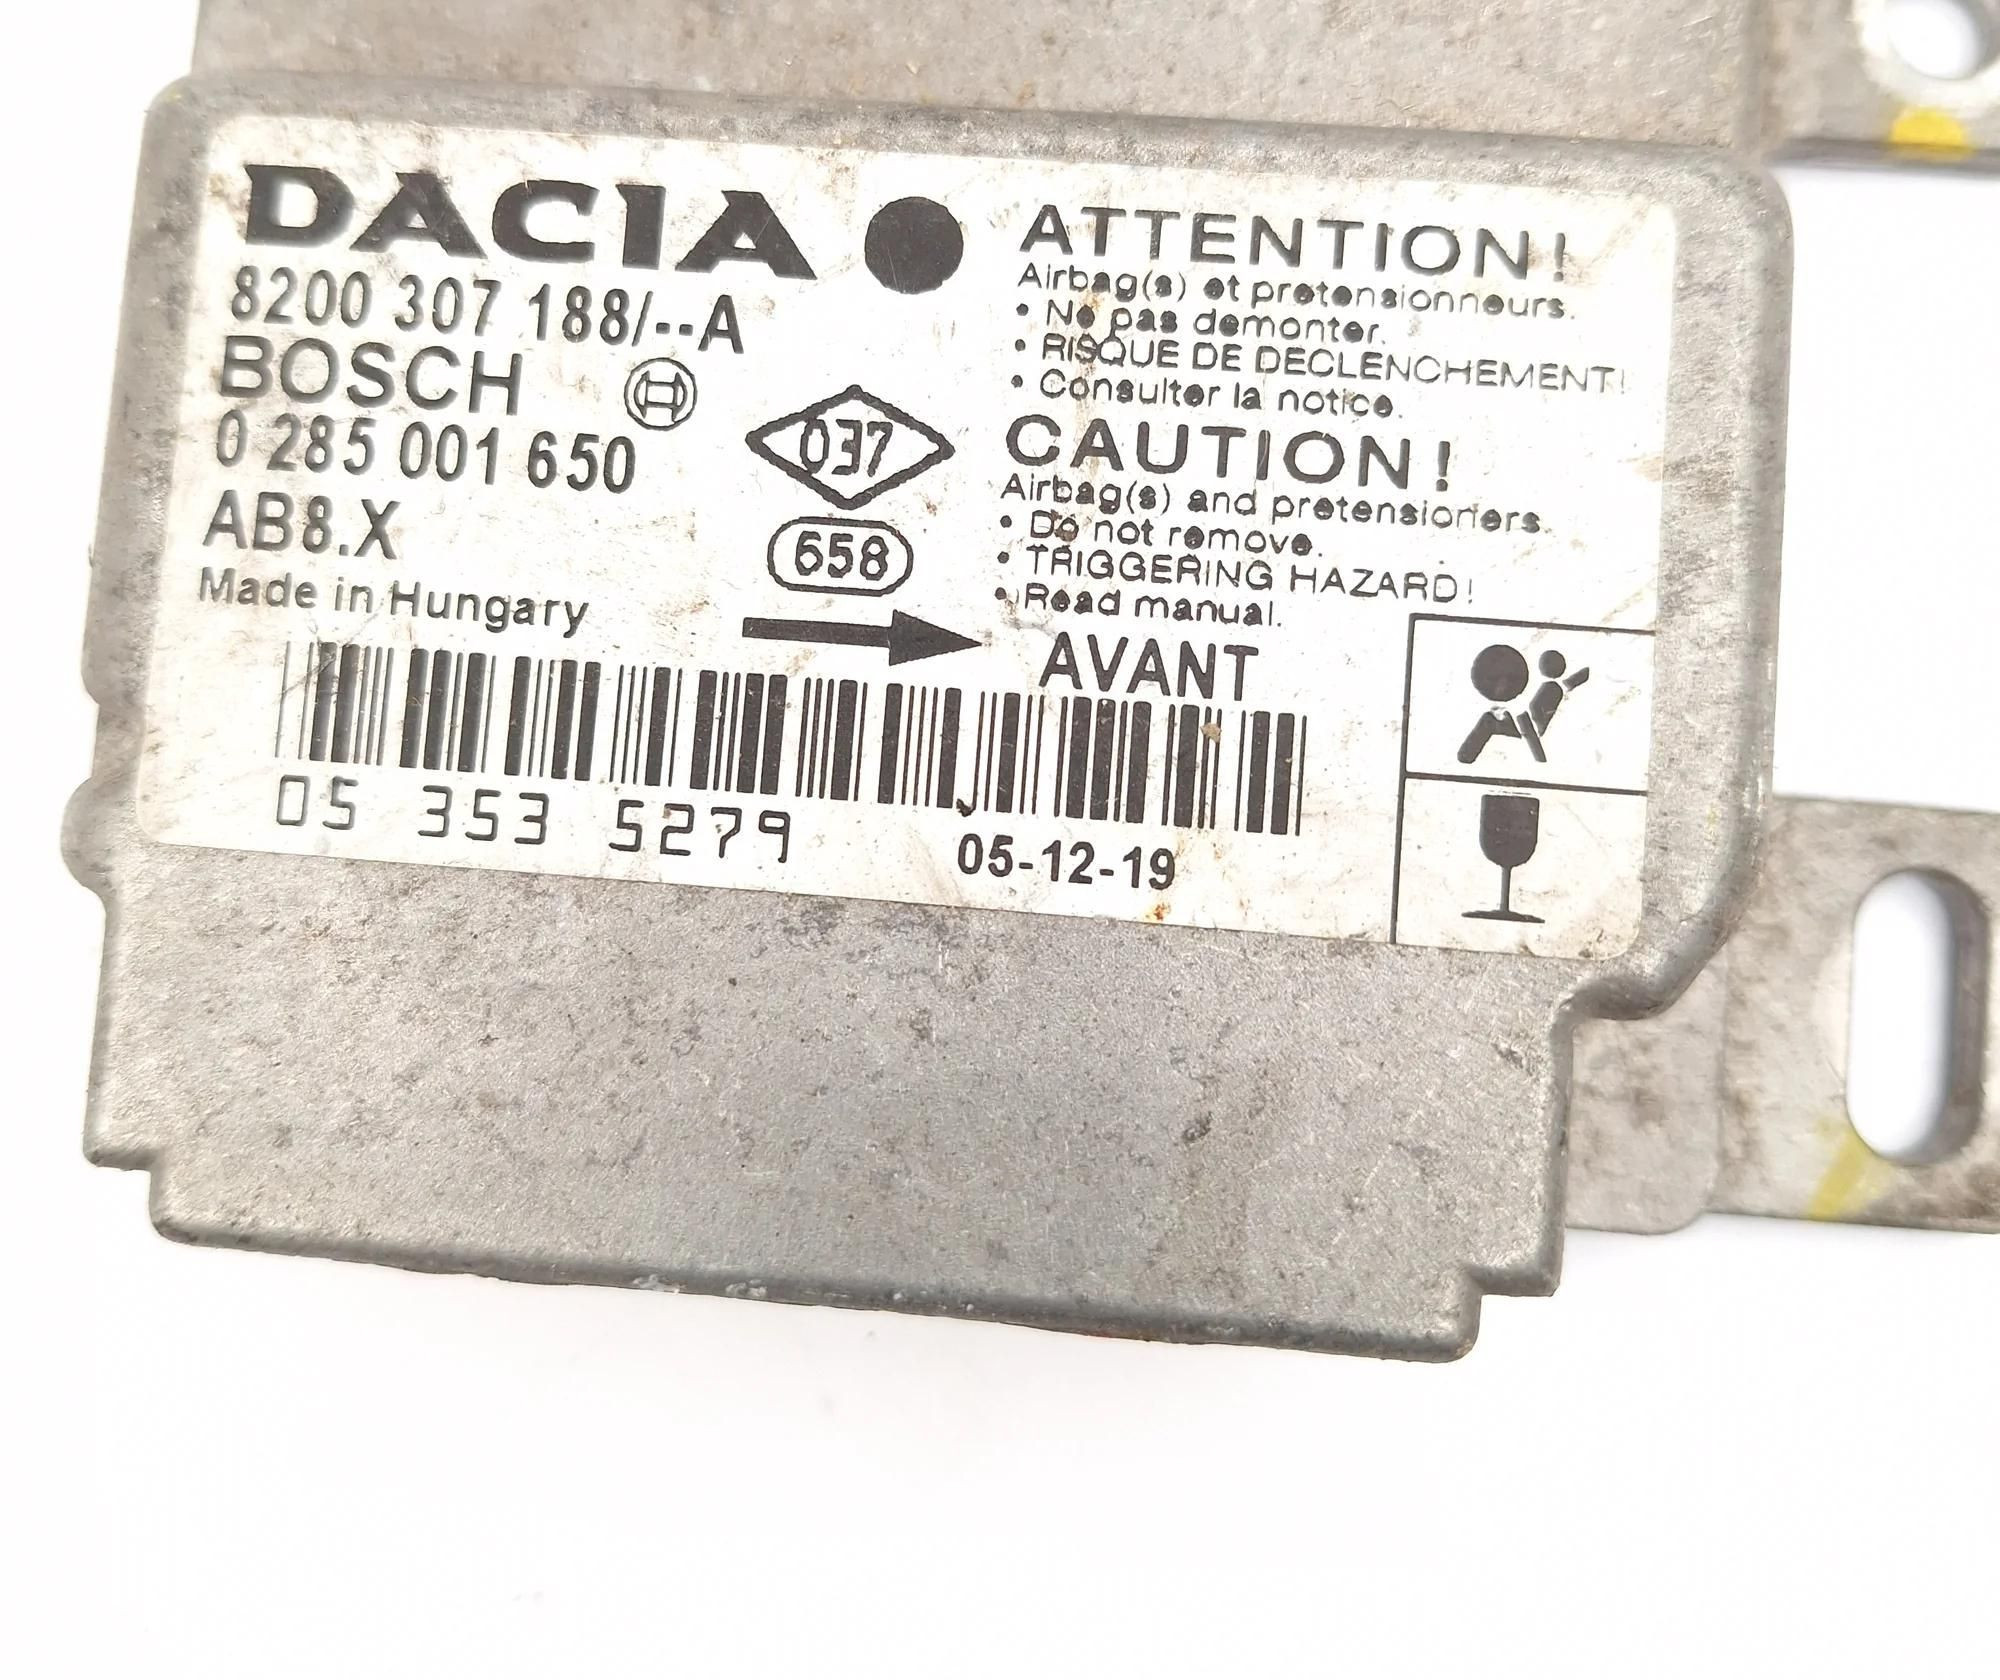 DACIA
8200 307 188/--A
BOSCH
0 285 001 650
AB8.X
Made in Hungary
037
658
ATTENTION!
Airbag(s) et pretensionneurs.
• Ne pas demonter.
• RISQUE DE DECLENCHEMENT!
• Consulter la notice.
CAUTION!
Airbag(s) and pretensioners.
• Do not remove.
• TRIGGERING HAZARD!
• Read manual.
AVANT
05 353 5279
05-12-19